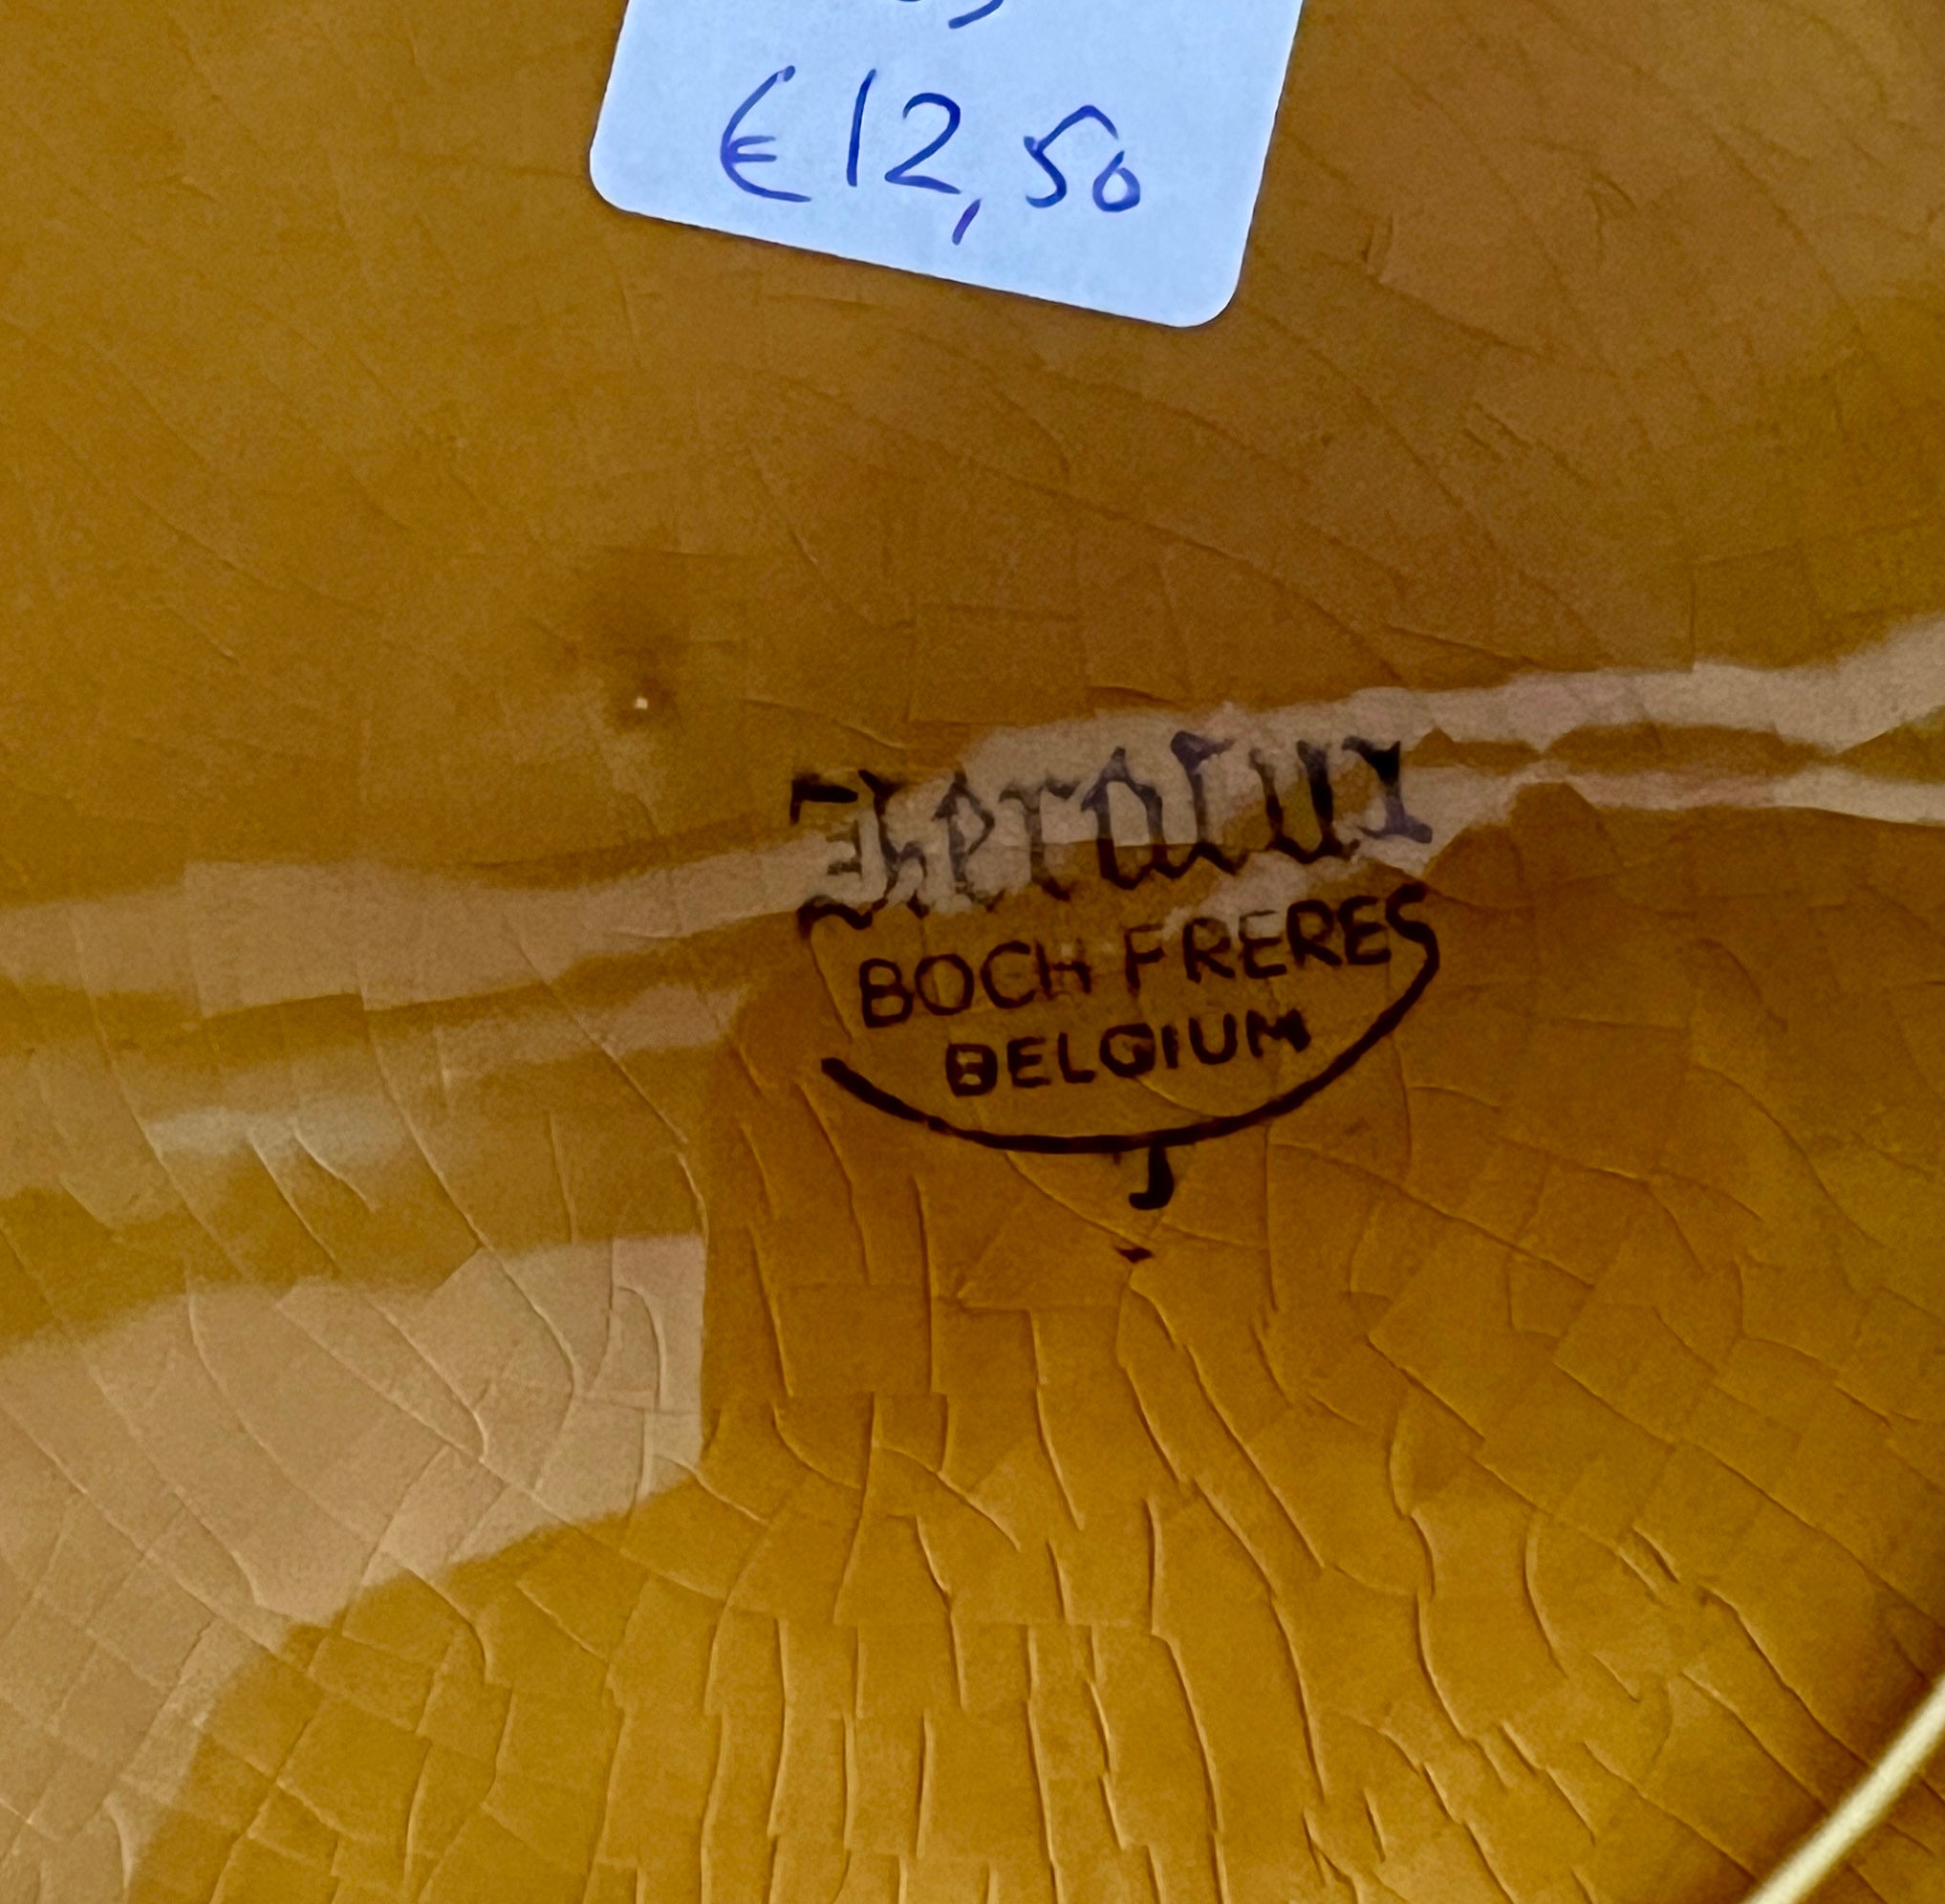 €12,50
BOCH FRERES
BELGIUM
J